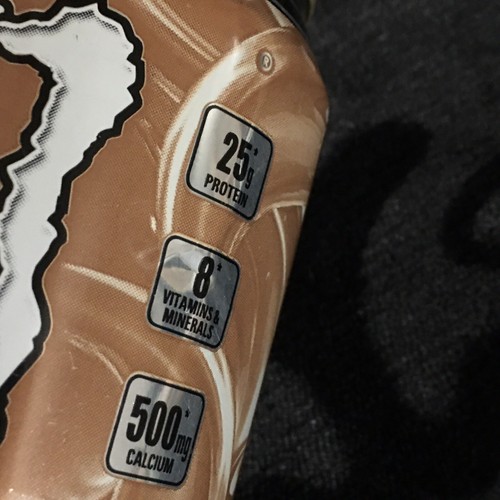 ®
25g*
PROTEIN
8*
VITAMINS &
MINERALS
500mg*
CALCIUM